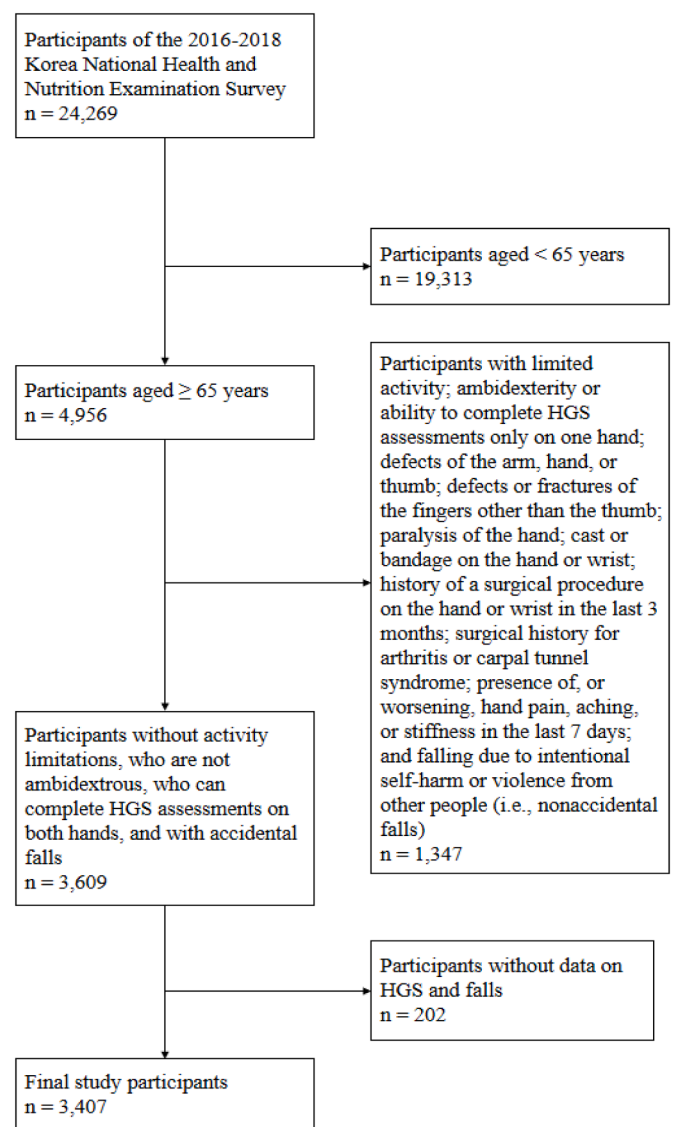 Participants of the 2016-2018
Korea National Health and
Nutrition Examination Survey
n = 24,269
Participants aged < 65 years
n = 19,313
Participants aged ≥ 65 years
n = 4,956
Participants with limited
activity; ambidexterity or
ability to complete HGS
assessments only on one hand;
defects of the arm, hand, or
thumb; defects or fractures of
the fingers other than the thumb;
paralysis of the hand; cast or
bandage on the hand or wrist;
history of a surgical procedure
on the hand or wrist in the last 3
months; surgical history for
arthritis or carpal tunnel
syndrome; presence of, or
worsening, hand pain, aching,
or stiffness in the last 7 days;
and falling due to intentional
self-harm or violence from
other people (i.e., nonaccidental
falls)
n = 1,347
Participants without activity
limitations, who are not
ambidextrous, who can
complete HGS assessments on
both hands, and with accidental
falls
n = 3,609
Participants without data on
HGS and falls
n = 202
Final study participants
n = 3,407